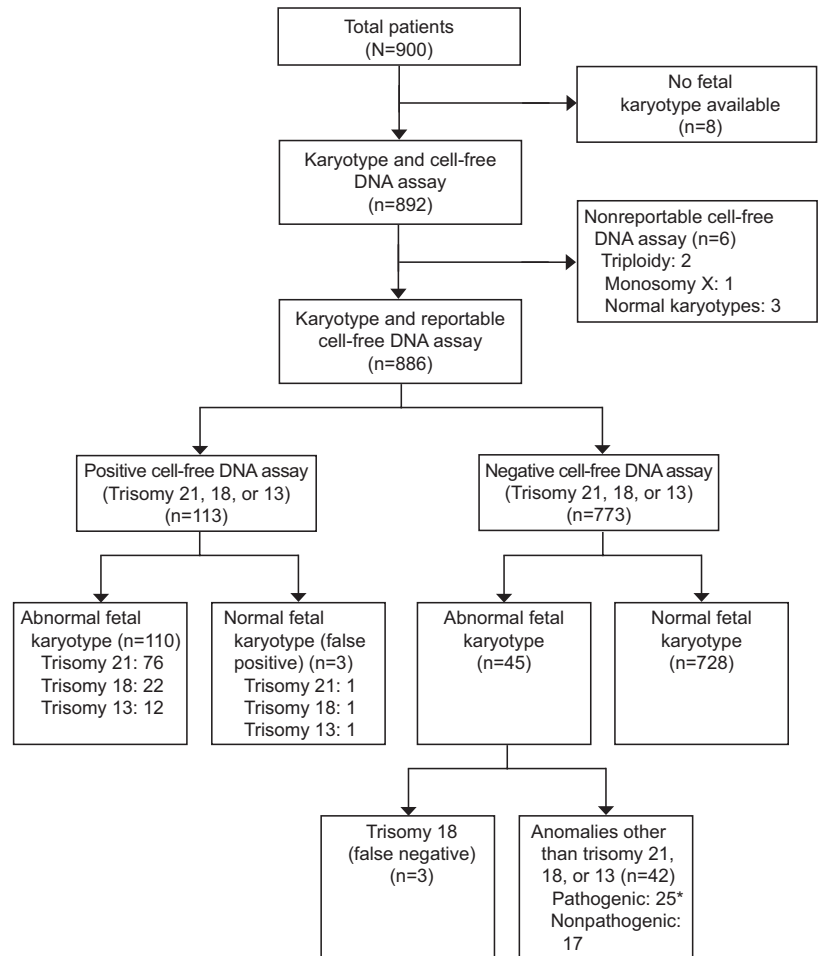 Total patients
(N=900)
No fetal
karyotype available
(n=8)
Karyotype and cell-free
DNA assay
(n=892)
Nonreportable cell-free
DNA assay (n=6)
Triploidy: 2
Monosomy X: 1
Normal karyotypes: 3
Karyotype and reportable
cell-free DNA assay
(n=886)
Positive cell-free DNA assay
(Trisomy 21, 18, or 13)
(n=113)
Negative cell-free DNA assay
(Trisomy 21, 18, or 13)
(n=773)
Abnormal fetal
karyotype (n=110)
Trisomy 21: 76
Trisomy 18: 22
Trisomy 13: 12
Normal fetal
karyotype (false
positive) (n=3)
Trisomy 21: 1
Trisomy 18: 1
Trisomy 13: 1
Abnormal fetal
karyotype
(n=45)
Normal fetal
karyotype
(n=728)
Trisomy 18
(false negative)
(n=3)
Anomalies other
than trisomy 21,
18, or 13 (n=42)
Pathogenic: 25*
Nonpathogenic:
17